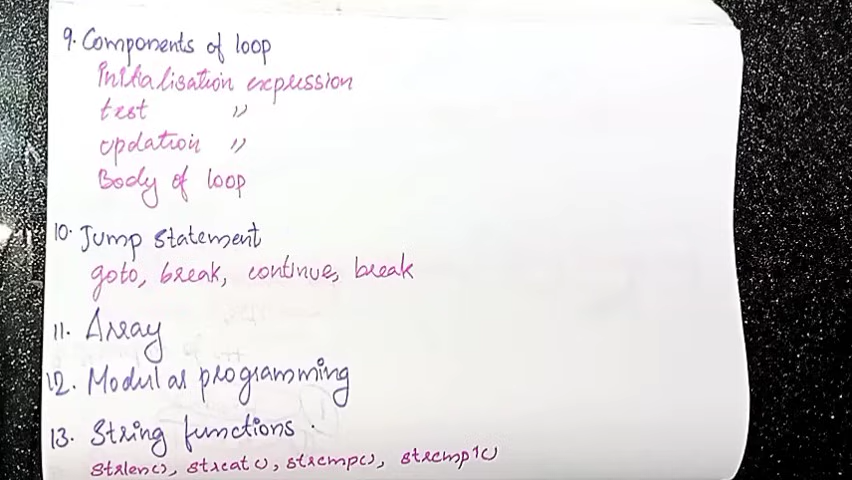 9. Components of loop
Initialisation expression
test "
updation "
Body of loop
10. Jump statement
goto, break, continue, break
11. Array
12. Modular programming
13. String functions
strlen(), strcat(), strcmp(), strcmpi()